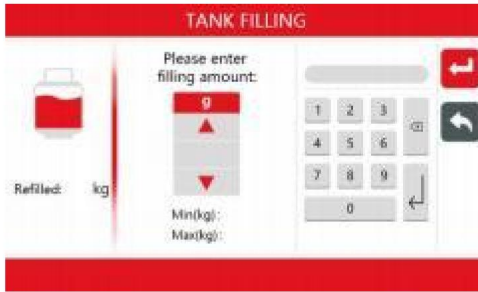 TANK FILLING
Please enter
filling amount:
g
Refilled: kg
Min(kg):
Max(kg):
1 2 3
4 5 6
7 8 9
0